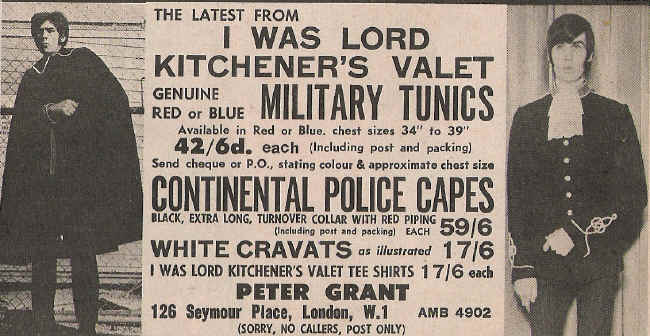 THE LATEST FROM
I WAS LORD
KITCHENER'S VALET
GENUINE
RED or BLUE MILITARY TUNICS
Available in Red or Blue. chest sizes 34" to 39"
42/6d. each (Including post and packing)
Send cheque or P.O., stating colour & approximate chest size
CONTINENTAL POLICE CAPES
BLACK, EXTRA LONG, TURNOVER COLLAR WITH RED PIPING
(Including post and packing) EACH 59/6
WHITE CRAVATS as illustrated 17/6
I WAS LORD KITCHENER'S VALET TEE SHIRTS 17/6 each
PETER GRANT
126 Seymour Place, London, W.1 AMB 4902
(SORRY, NO CALLERS, POST ONLY)